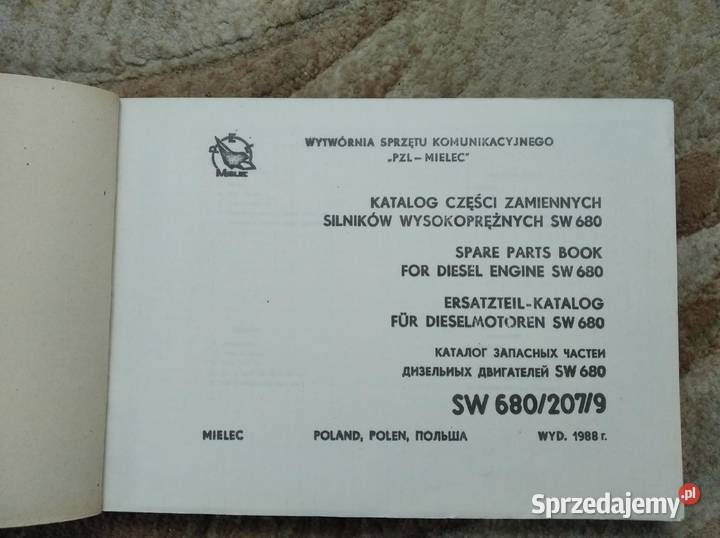 MIELEC
WYTWÓRNIA SPRZĘTU KOMUNIKACYJNEGO
„PZL – MIELEC"
KATALOG CZĘŚCI ZAMIENNYCH
SILNIKÓW WYSOKOPRĘŻNYCH SW 680
SPARE PARTS BOOK
FOR DIESEL ENGINE SW 680
ERSATZTEIL-KATALOG
FÜR DIESELMOTOREN SW 680
КАТАЛОГ ЗАПАСНЫХ ЧАСТЕИ
ДИЗЕЛЬНЫХ ДВИГАТЕЛЕЙ SW 680
SW 680/207/9
MIELEC POLAND, POLEN, ПОЛЬША WYD. 1988 r.
Sprzedajemy.pl